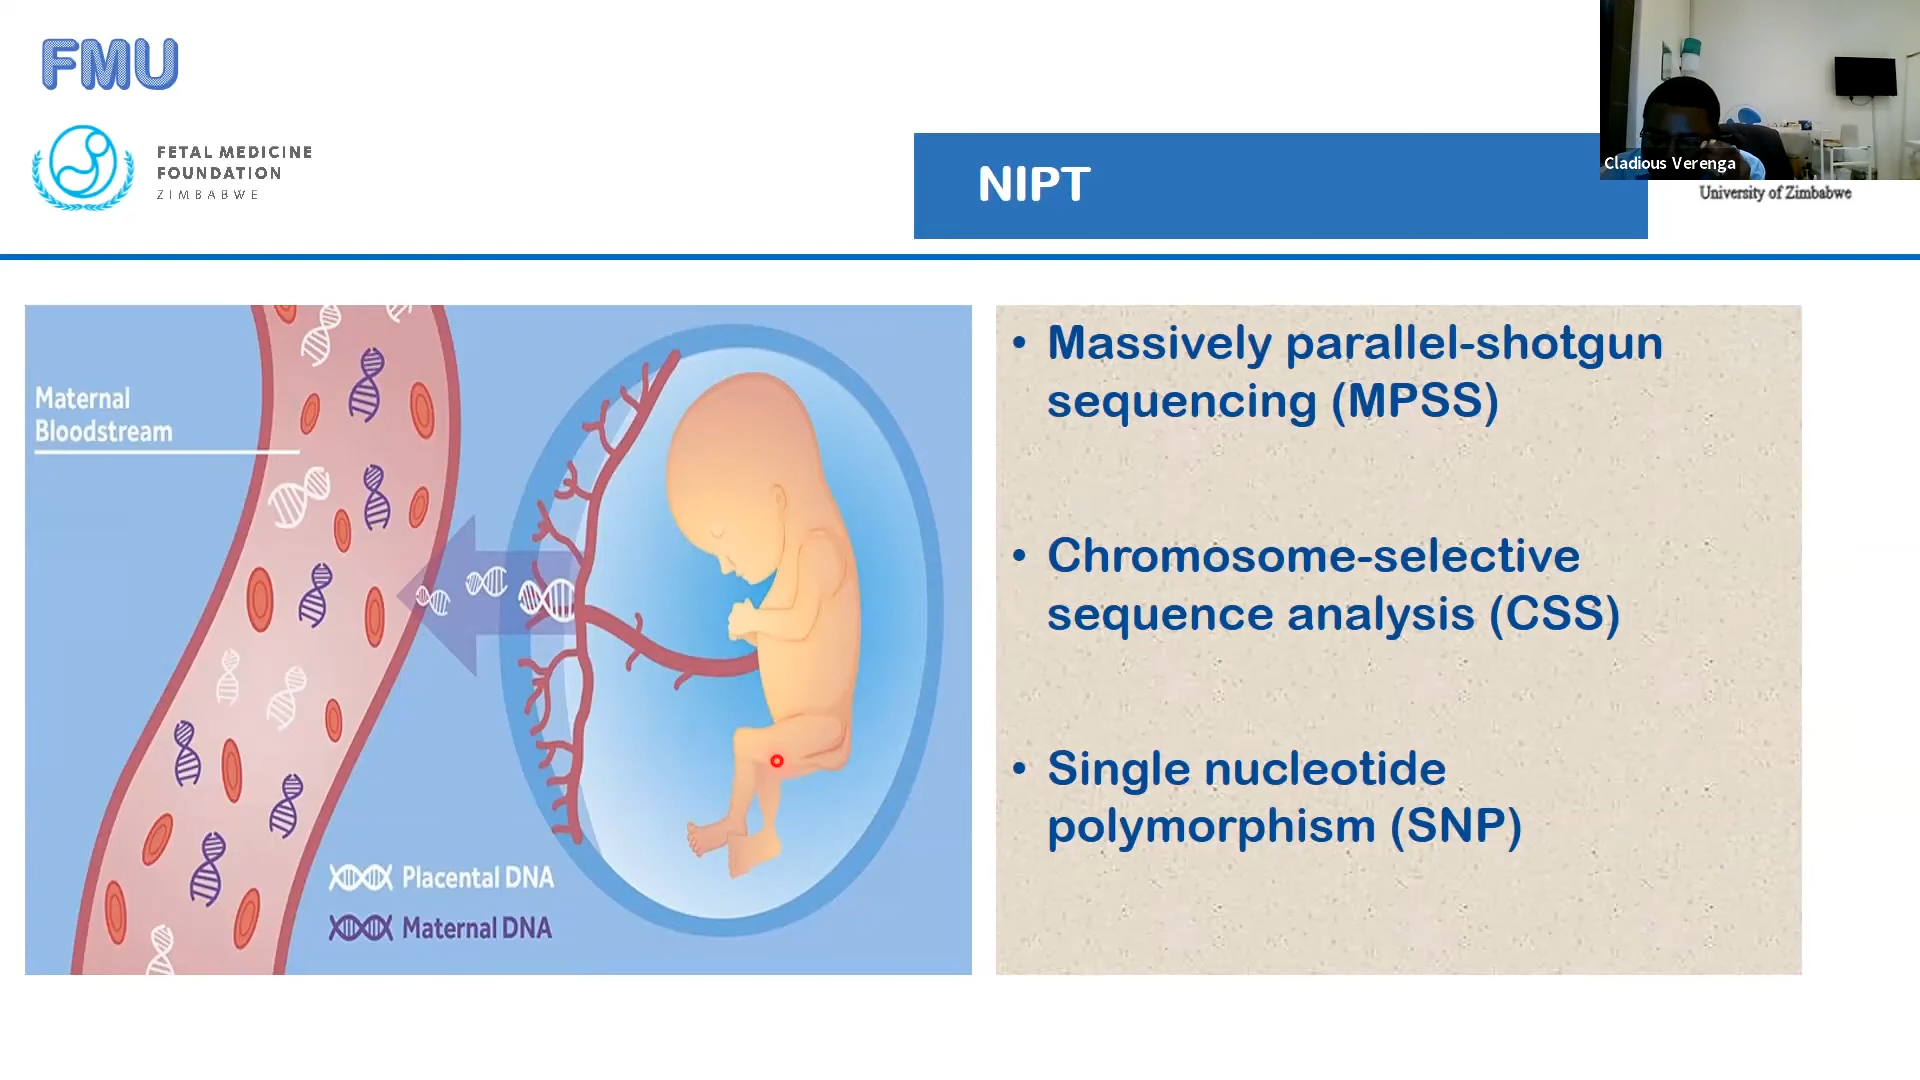 FMU
FETAL MEDICINE
FOUNDATION
ZIMBABWE
NIPT
Cladious Verenga
University of Zimbabwe
Maternal
Bloodstream
Placental DNA
Maternal DNA
• Massively parallel-shotgun
sequencing (MPSS)
• Chromosome-selective
sequence analysis (CSS)
• Single nucleotide
polymorphism (SNP)